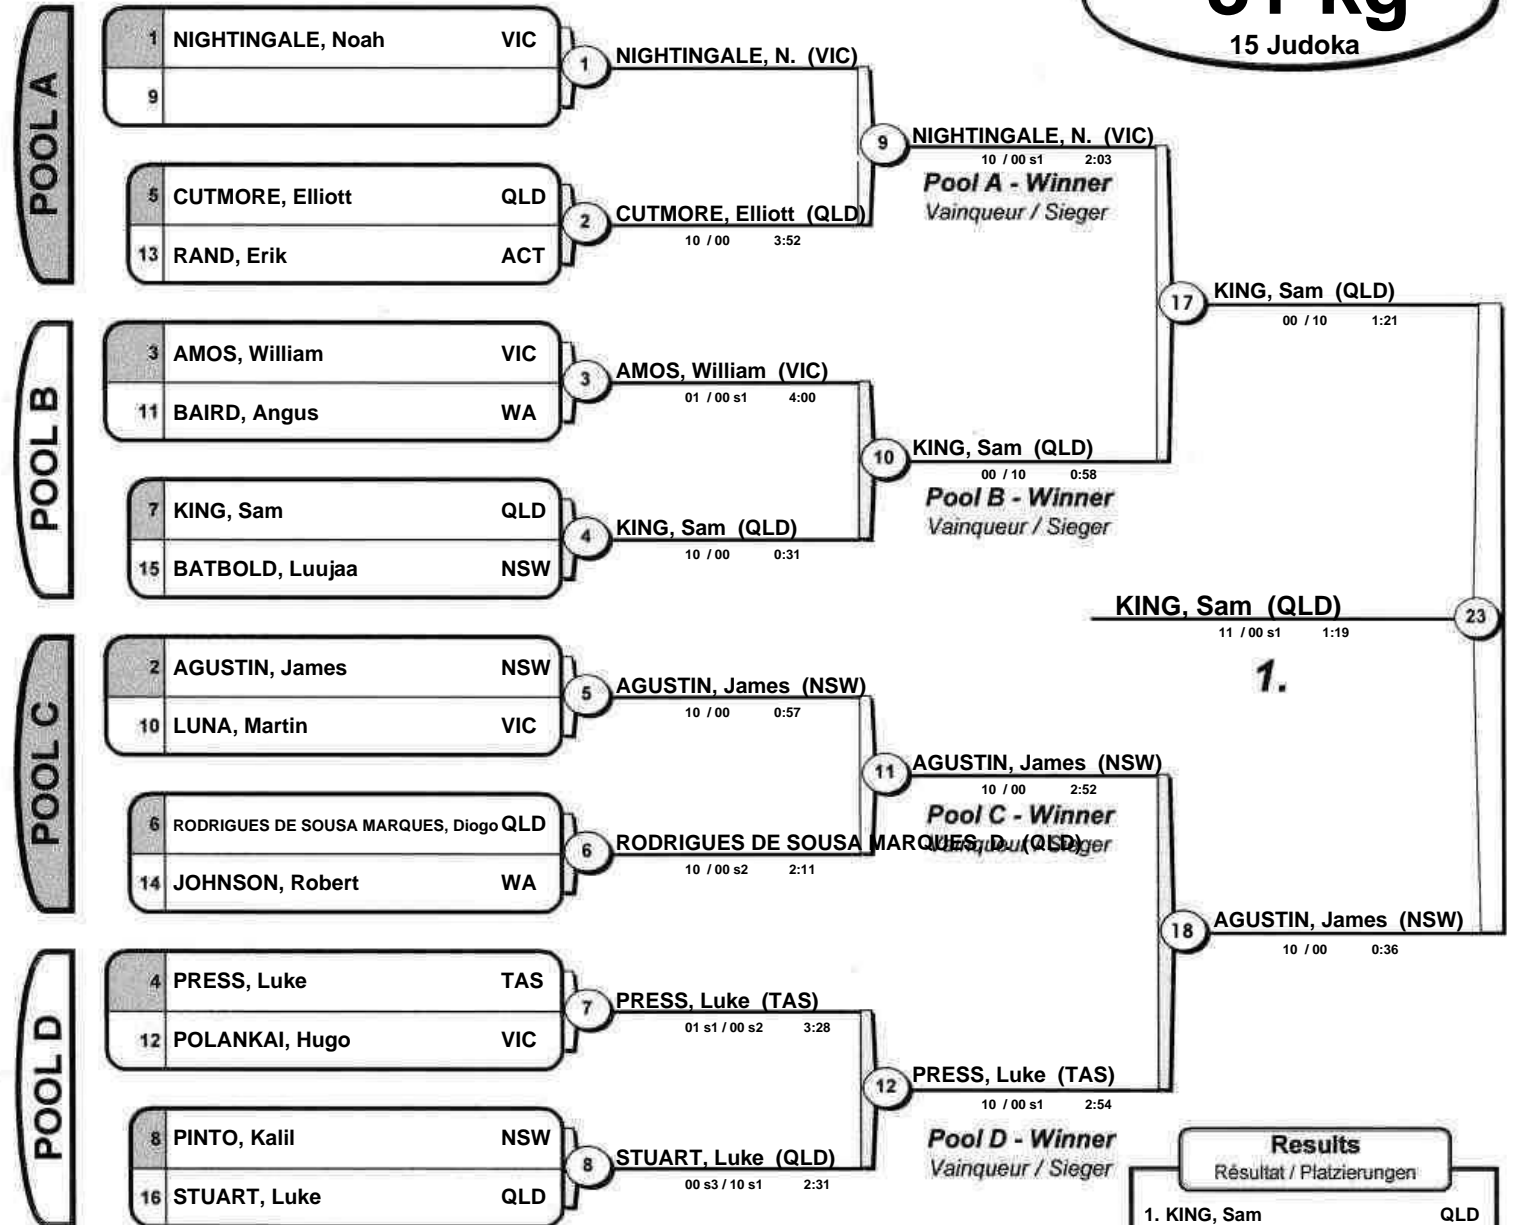 15 Judoka
POOL A
1 NIGHTINGALE, Noah VIC
9
1
NIGHTINGALE, N. (VIC)
5 CUTMORE, Elliott QLD
13 RAND, Erik ACT
2
CUTMORE, Elliott (QLD)
10 / 00 3:52
9
NIGHTINGALE, N. (VIC)
10 / 00 s1 2:03
Pool A - Winner
Vainqueur / Sieger
POOL B
3 AMOS, William VIC
11 BAIRD, Angus WA
3
AMOS, William (VIC)
01 / 00 s1 4:00
7 KING, Sam QLD
15 BATBOLD, Luujaa NSW
4
KING, Sam (QLD)
10 / 00 0:31
10
KING, Sam (QLD)
00 / 10 0:58
Pool B - Winner
Vainqueur / Sieger
17
KING, Sam (QLD)
00 / 10 1:21
KING, Sam (QLD)
23
11 / 00 s1 1:19
1.
POOL C
2 AGUSTIN, James NSW
10 LUNA, Martin VIC
5
AGUSTIN, James (NSW)
10 / 00 0:57
6 RODRIGUES DE SOUSA MARQUES, Diogo QLD
14 JOHNSON, Robert WA
6
RODRIGUES DE SOUSA MARQUES, D. (QLD)
10 / 00 s2 2:11
11
AGUSTIN, James (NSW)
10 / 00 2:52
Pool C - Winner
Vainqueur / Sieger
POOL D
4 PRESS, Luke TAS
12 POLANKAI, Hugo VIC
7
PRESS, Luke (TAS)
01 s1 / 00 s2 3:28
8 PINTO, Kalil NSW
16 STUART, Luke QLD
8
STUART, Luke (QLD)
00 s3 / 10 s1 2:31
12
PRESS, Luke (TAS)
10 / 00 s1 2:54
Pool D - Winner
Vainqueur / Sieger
18
AGUSTIN, James (NSW)
10 / 00 0:36
Results
Résultat / Platzierungen
1. KING, Sam QLD